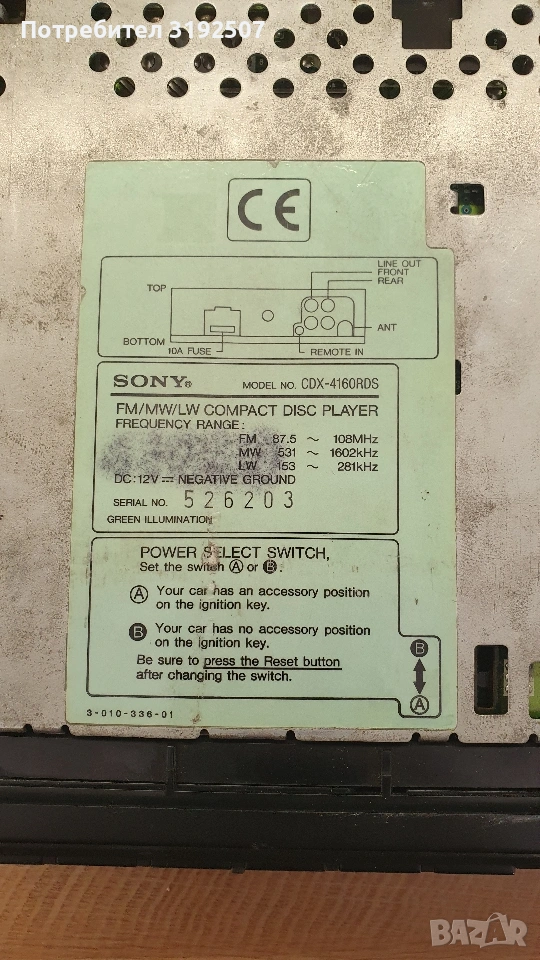 Потребител 3192507
CE
LINE OUT
FRONT
REAR
TOP
ANT
BOTTOM
10A FUSE
REMOTE IN
SONY®
MODEL NO. CDX-4160RDS
FM/MW/LW COMPACT DISC PLAYER
FREQUENCY RANGE:
FM 87.5 ~ 108MHz
MW 531 ~ 1602kHz
LW 153 ~ 281kHz
DC:12V ⎓ NEGATIVE GROUND
SERIAL NO. 526203
GREEN ILLUMINATION
POWER SELECT SWITCH,
Set the switch Ⓐ or 🅑.
Ⓐ Your car has an accessory position
on the ignition key.
🅑 Your car has no accessory position
on the ignition key.
Be sure to press the Reset button
after changing the switch.
🅑
Ⓐ
3-010-336-01
BAZAR